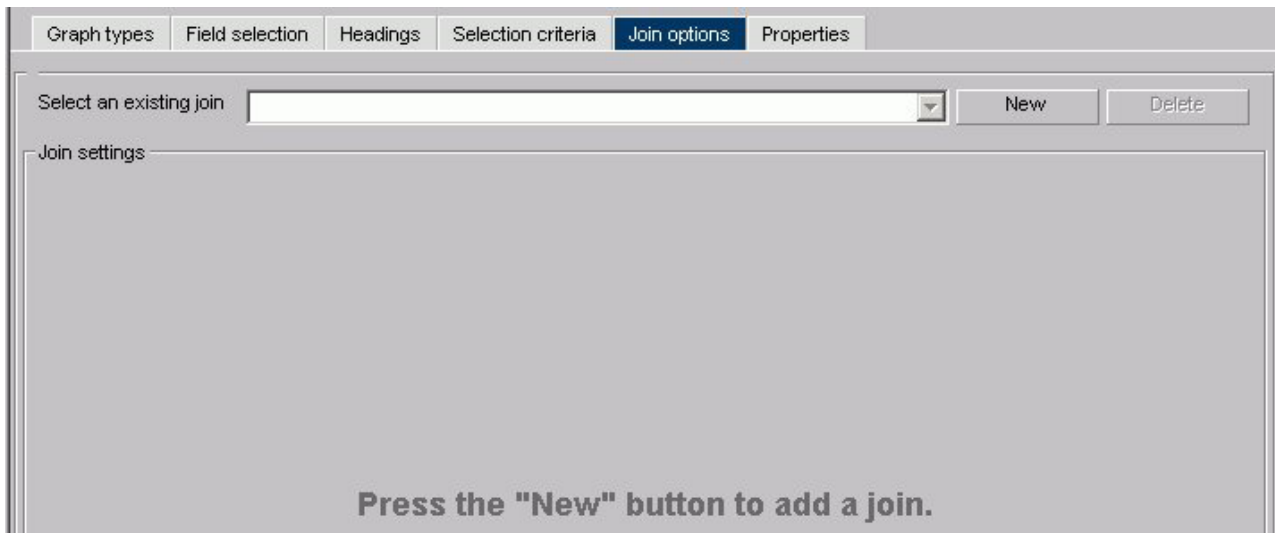 Graph types Field selection Headings Selection criteria Join options Properties
Select an existing join New Delete
Join settings
Press the "New" button to add a join.